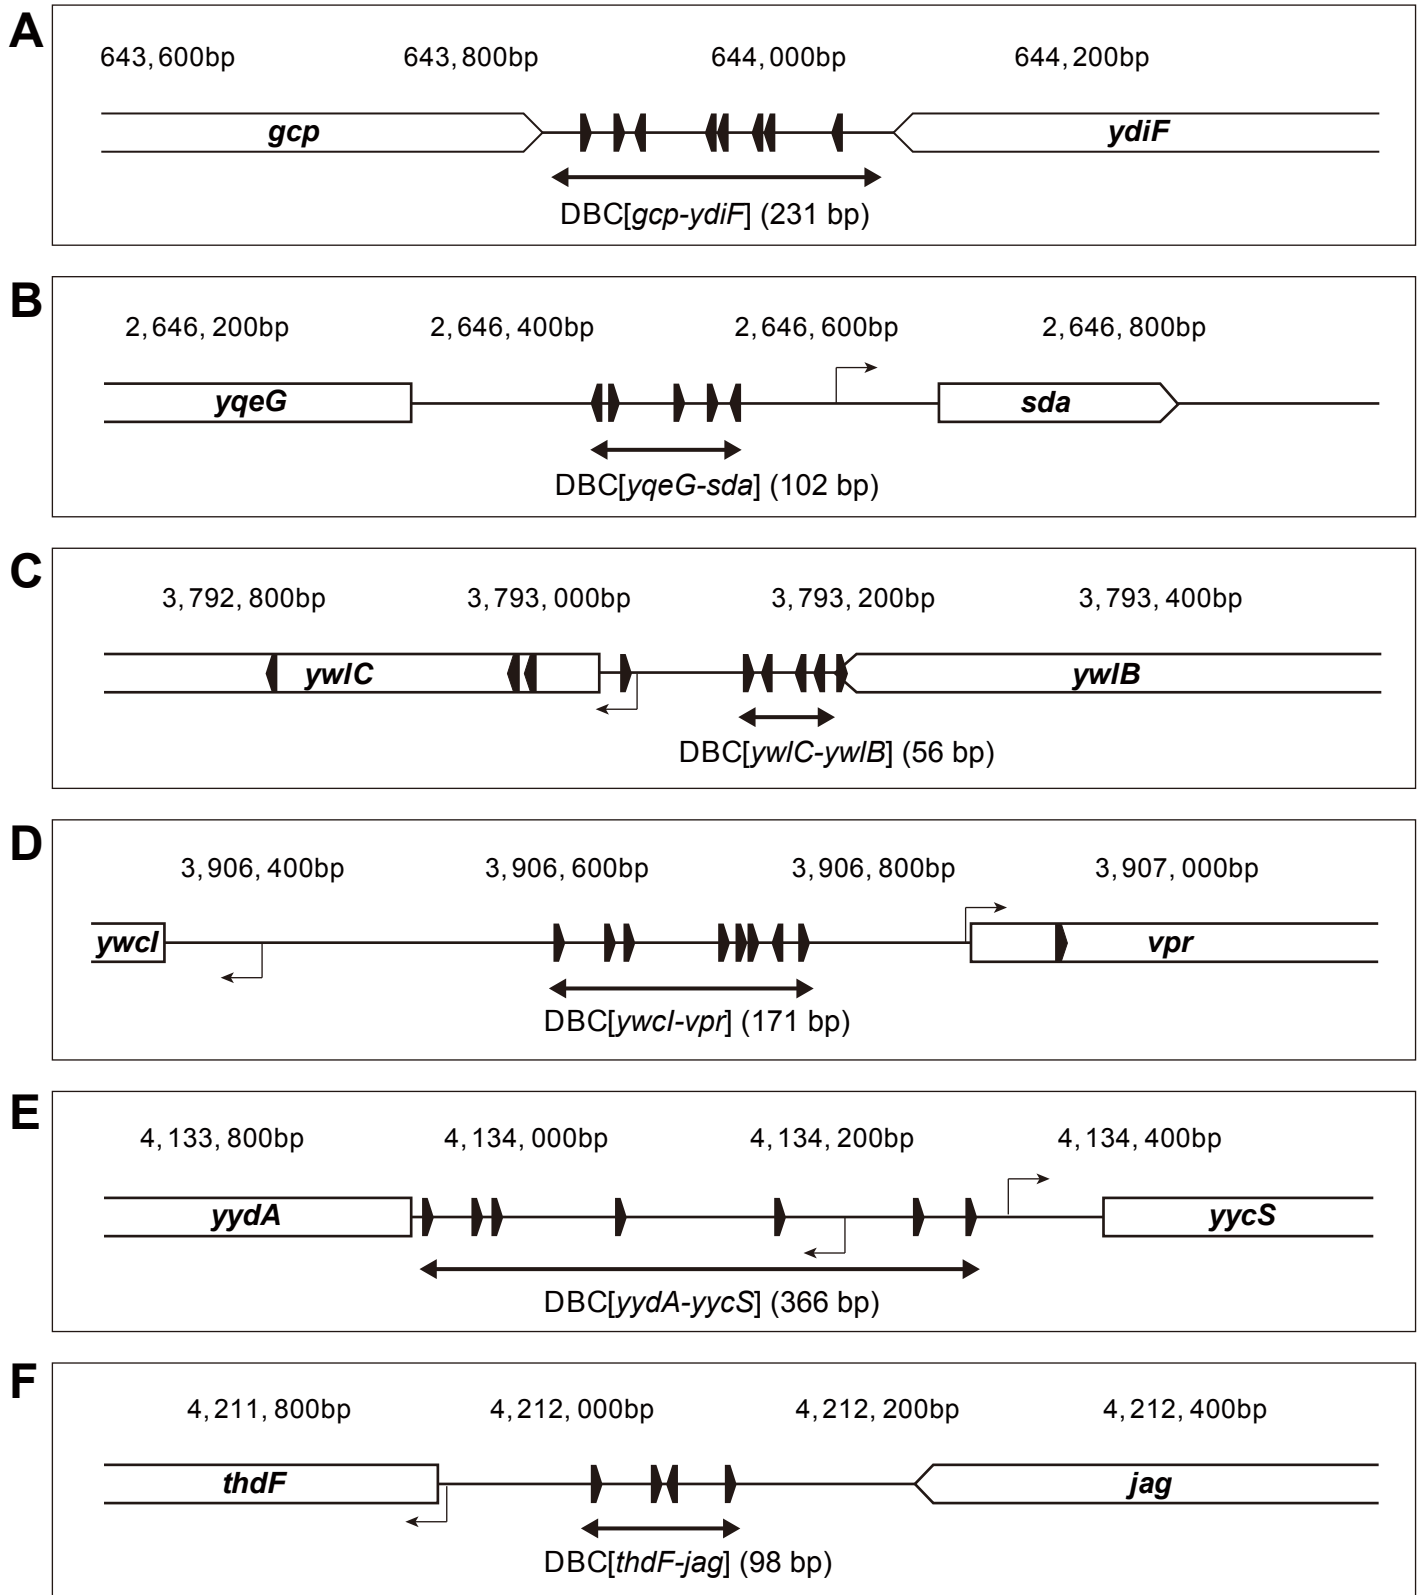 A
643,600bp 643,800bp 644,000bp 644,200bp
gcp ydiF
DBC[gcp-ydiF] (231 bp)
B
2,646,200bp 2,646,400bp 2,646,600bp 2,646,800bp
yqeG sda
DBC[yqeG-sda] (102 bp)
C
3,792,800bp 3,793,000bp 3,793,200bp 3,793,400bp
ywlC ywlB
DBC[ywlC-ywlB] (56 bp)
D
3,906,400bp 3,906,600bp 3,906,800bp 3,907,000bp
ywcI vpr
DBC[ywcI-vpr] (171 bp)
E
4,133,800bp 4,134,000bp 4,134,200bp 4,134,400bp
yydA yycS
DBC[yydA-yycS] (366 bp)
F
4,211,800bp 4,212,000bp 4,212,200bp 4,212,400bp
thdF jag
DBC[thdF-jag] (98 bp)